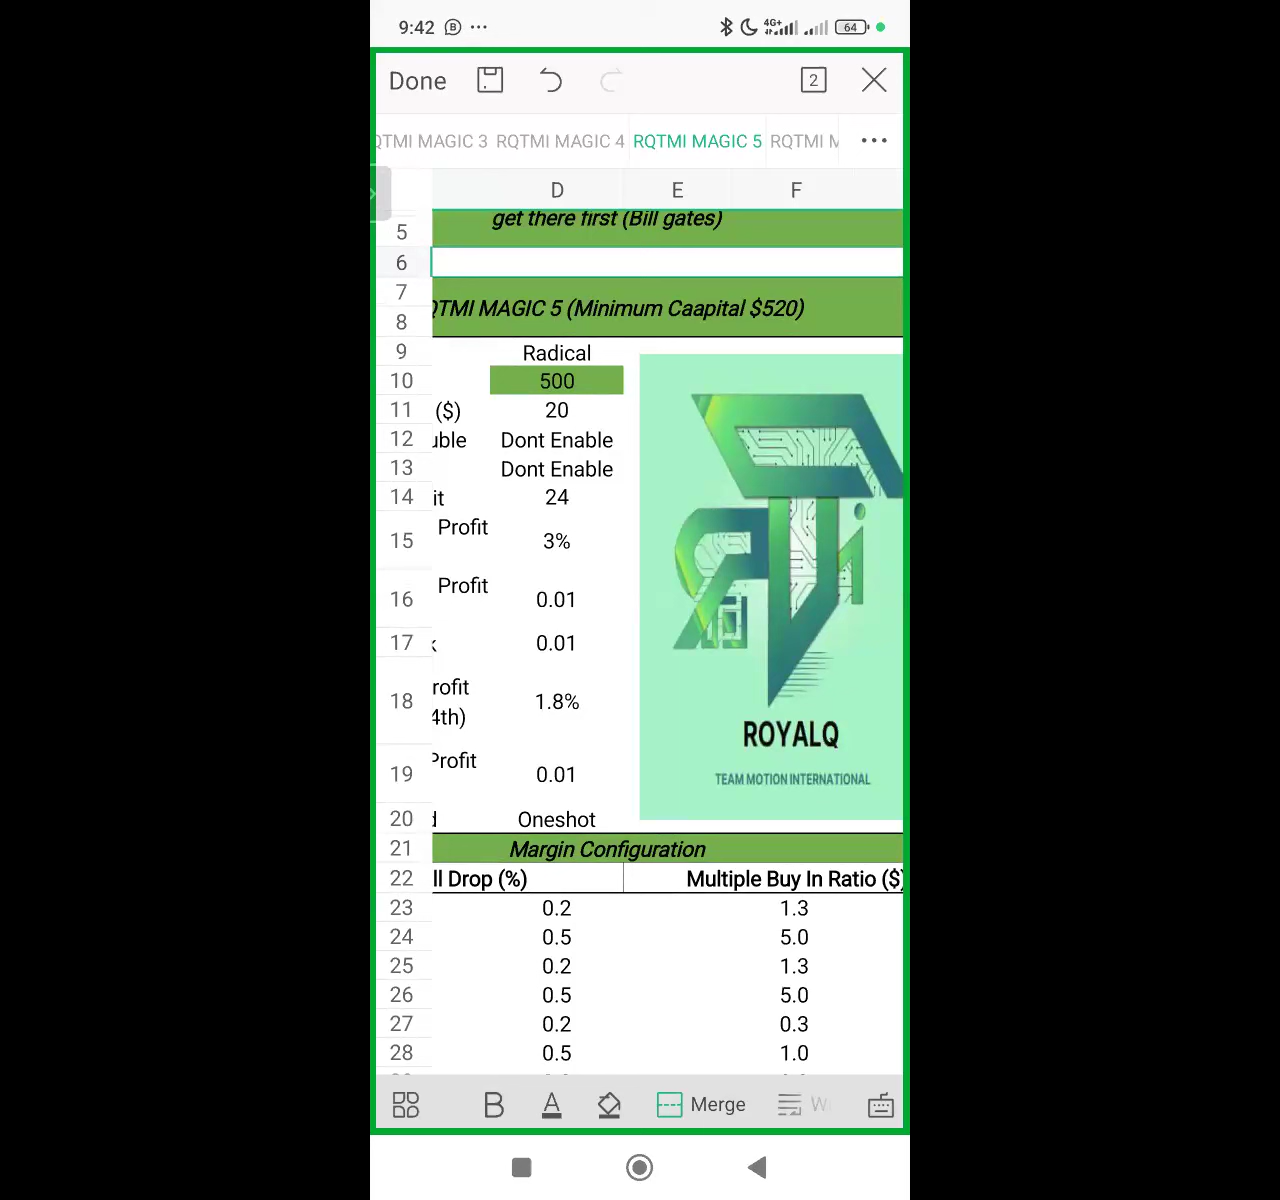 9:42 B ... 4G+ 64
Done 2
QTMI MAGIC 3 RQTMI MAGIC 4 RQTMI MAGIC 5 RQTMI M
D E F
5 get there first (Bill gates)
6
7
QTMI MAGIC 5 (Minimum Caapital $520)
8
9 Radical
10 500
11 ($) 20
12 uble Dont Enable
13 Dont Enable
14 it 24
15 Profit 3%
16 Profit 0.01
17 k 0.01
18 rofit 4th) 1.8%
19 Profit 0.01
20 d Oneshot
ROYALQ
TEAM MOTION INTERNATIONAL
21 Margin Configuration
22 ll Drop (%) Multiple Buy In Ratio ($)
23 0.2 1.3
24 0.5 5.0
25 0.2 1.3
26 0.5 5.0
27 0.2 0.3
28 0.5 1.0
B A Merge W